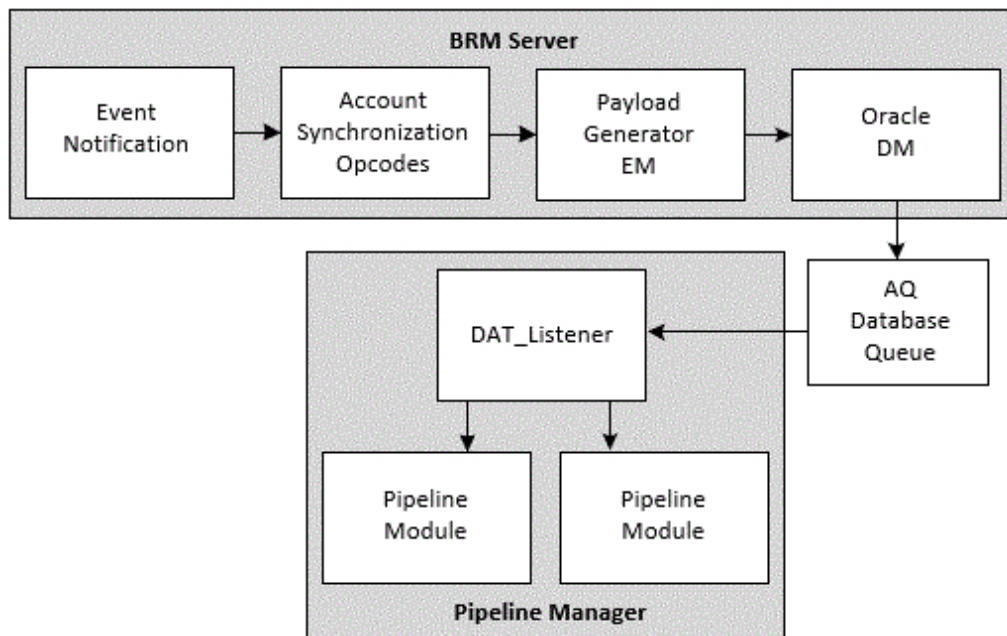 BRM Server
Event
Notification
Account
Synchronization
Opcodes
Payload
Generator
EM
Oracle
DM
AQ
Database
Queue
DAT_Listener
Pipeline
Module
Pipeline
Module
Pipeline Manager